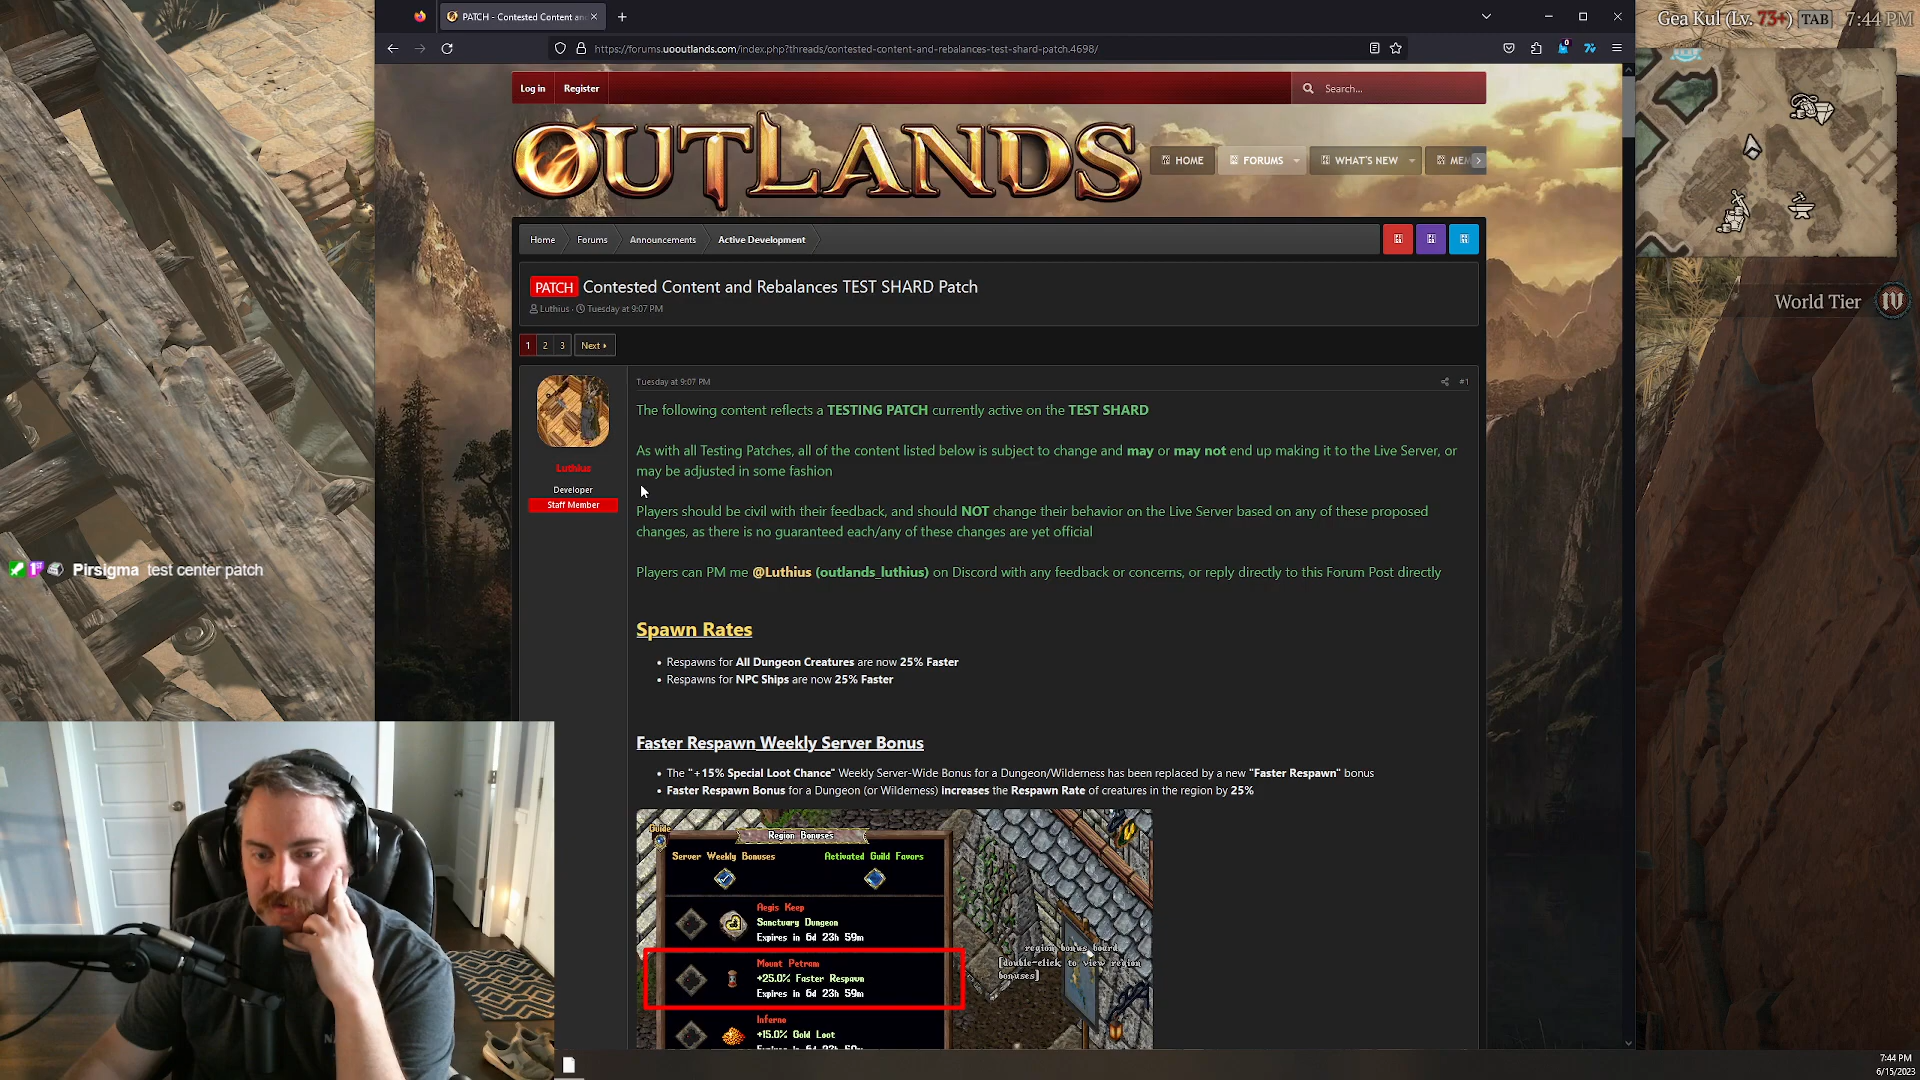 PATCH - Contested Content an
https://forums.uooutlands.com/index.php?threads/contested-content-and-rebalances-test-shard-patch.4698/
Gea Kul (Lv. 73+) TAB 7:44 PM
Log in Register
Search...
OUTLANDS
HOME FORUMS WHAT'S NEW
Home Forums Announcements Active Development
PATCH Contested Content and Rebalances TEST SHARD Patch
Luthius · Tuesday at 9:07 PM
World Tier IV
1 2 3 Next
Tuesday at 9:07 PM #1
Luthius
Developer
Staff Member
The following content reflects a TESTING PATCH currently active on the TEST SHARD
As with all Testing Patches, all of the content listed below is subject to change and may or may not end up making it to the Live Server, or
may be adjusted in some fashion
Players should be civil with their feedback, and should NOT change their behavior on the Live Server based on any of these proposed
changes, as there is no guaranteed each/any of these changes are yet official
Players can PM me @Luthius (outlands_luthius) on Discord with any feedback or concerns, or reply directly to this Forum Post directly
Pirsigma test center patch
Spawn Rates
• Respawns for All Dungeon Creatures are now 25% Faster
• Respawns for NPC Ships are now 25% Faster
Faster Respawn Weekly Server Bonus
• The "+15% Special Loot Chance" Weekly Server-Wide Bonus for a Dungeon/Wilderness has been replaced by a new "Faster Respawn" bonus
• Faster Respawn Bonus for a Dungeon (or Wilderness) increases the Respawn Rate of creatures in the region by 25%
Guide
Region Bonuses
Server Weekly Bonuses
Activated Guild Favors
Aegis Keep
Sanctuary Dungeon
Expires in 6d 23h 59m
Mount Petram
+25.0% Faster Respawn
Expires in 6d 23h 59m
Inferno
+15.0% Gold Loot
Expires in 6d 23h 59m
region bonus board
[double-click to view region
bonuses]
7:44 PM
6/15/2023